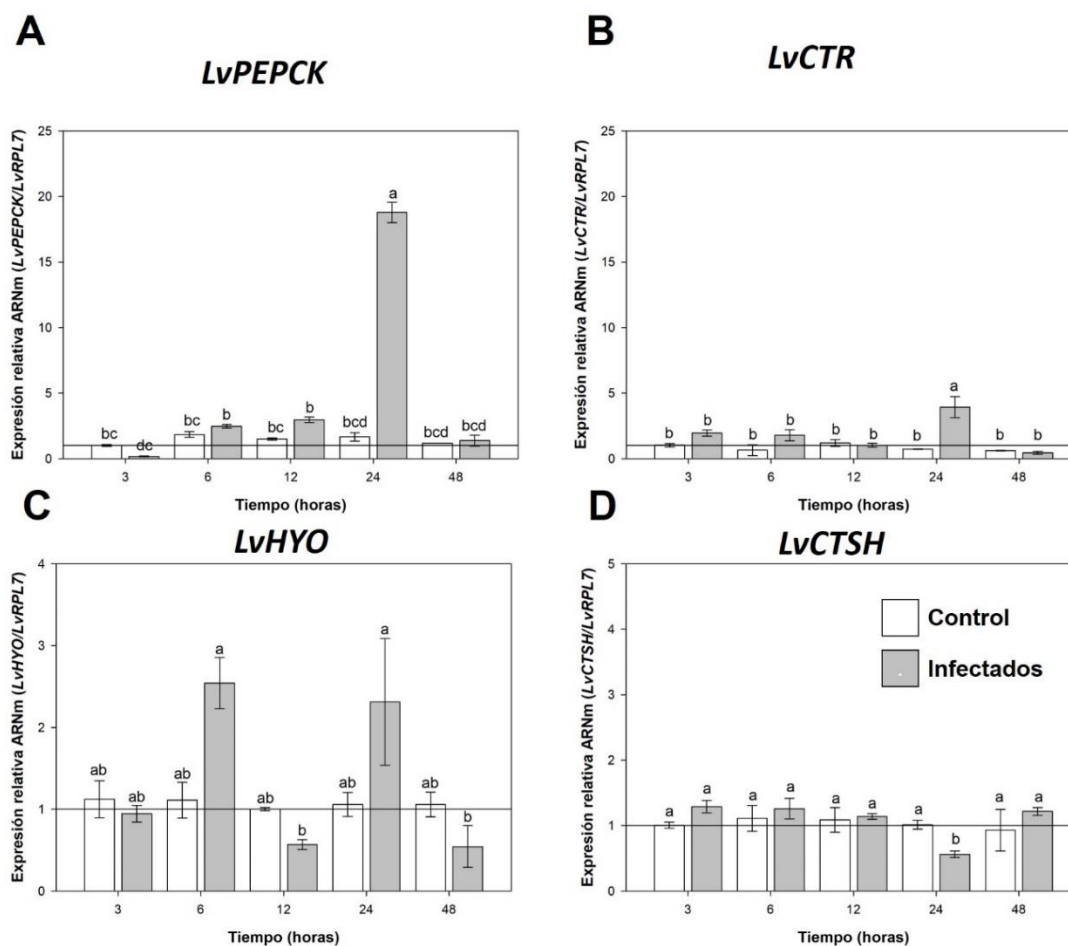 A
LvPEPCK
Expresión relativa ARNm (LvPEPCK/LvRPL7)
25
20
15
10
5
0
bc
dc
bc
b
bc
b
bcd
a
bcd
bcd
3
6
12
24
48
Tiempo (horas)
B
LvCTR
Expresión relativa ARNm (LvCTR/LvRPL7)
25
20
15
10
5
0
b
b
b
b
b
b
b
a
b
b
3
6
12
24
48
Tiempo (horas)
C
LvHYO
Expresión relativa ARNm (LvHYO/LvRPL7)
4
3
2
1
0
ab
ab
ab
a
ab
b
ab
a
ab
b
3
6
12
24
48
Tiempo (horas)
D
LvCTSH
Expresión relativa ARNm (LvCTSH/LvRPL7)
5
4
3
2
1
0
a
a
a
a
a
a
a
b
a
a
3
6
12
24
48
Tiempo (horas)
Control
Infectados